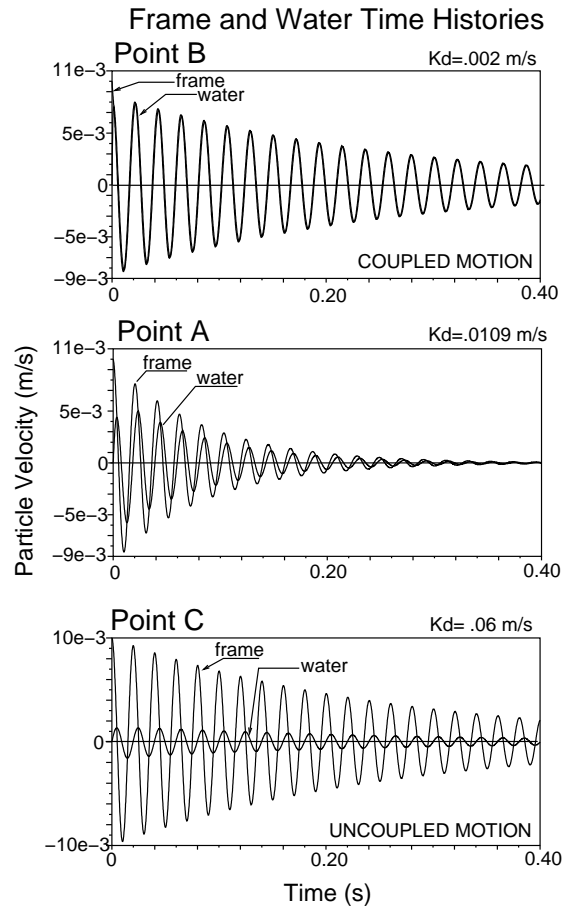 Frame and Water Time Histories
Point B
Kd=.002 m/s
11e−3
frame
water
5e−3
0
−5e−3
−9e−3
COUPLED MOTION
0
0.20
0.40
Point A
Kd=.0109 m/s
11e−3
frame
water
5e−3
0
−5e−3
−9e−3
0
0.20
0.40
Particle Velocity (m/s)
Point C
Kd= .06 m/s
10e−3
frame
water
0
−10e−3
UNCOUPLED MOTION
0
0.20
0.40
Time (s)